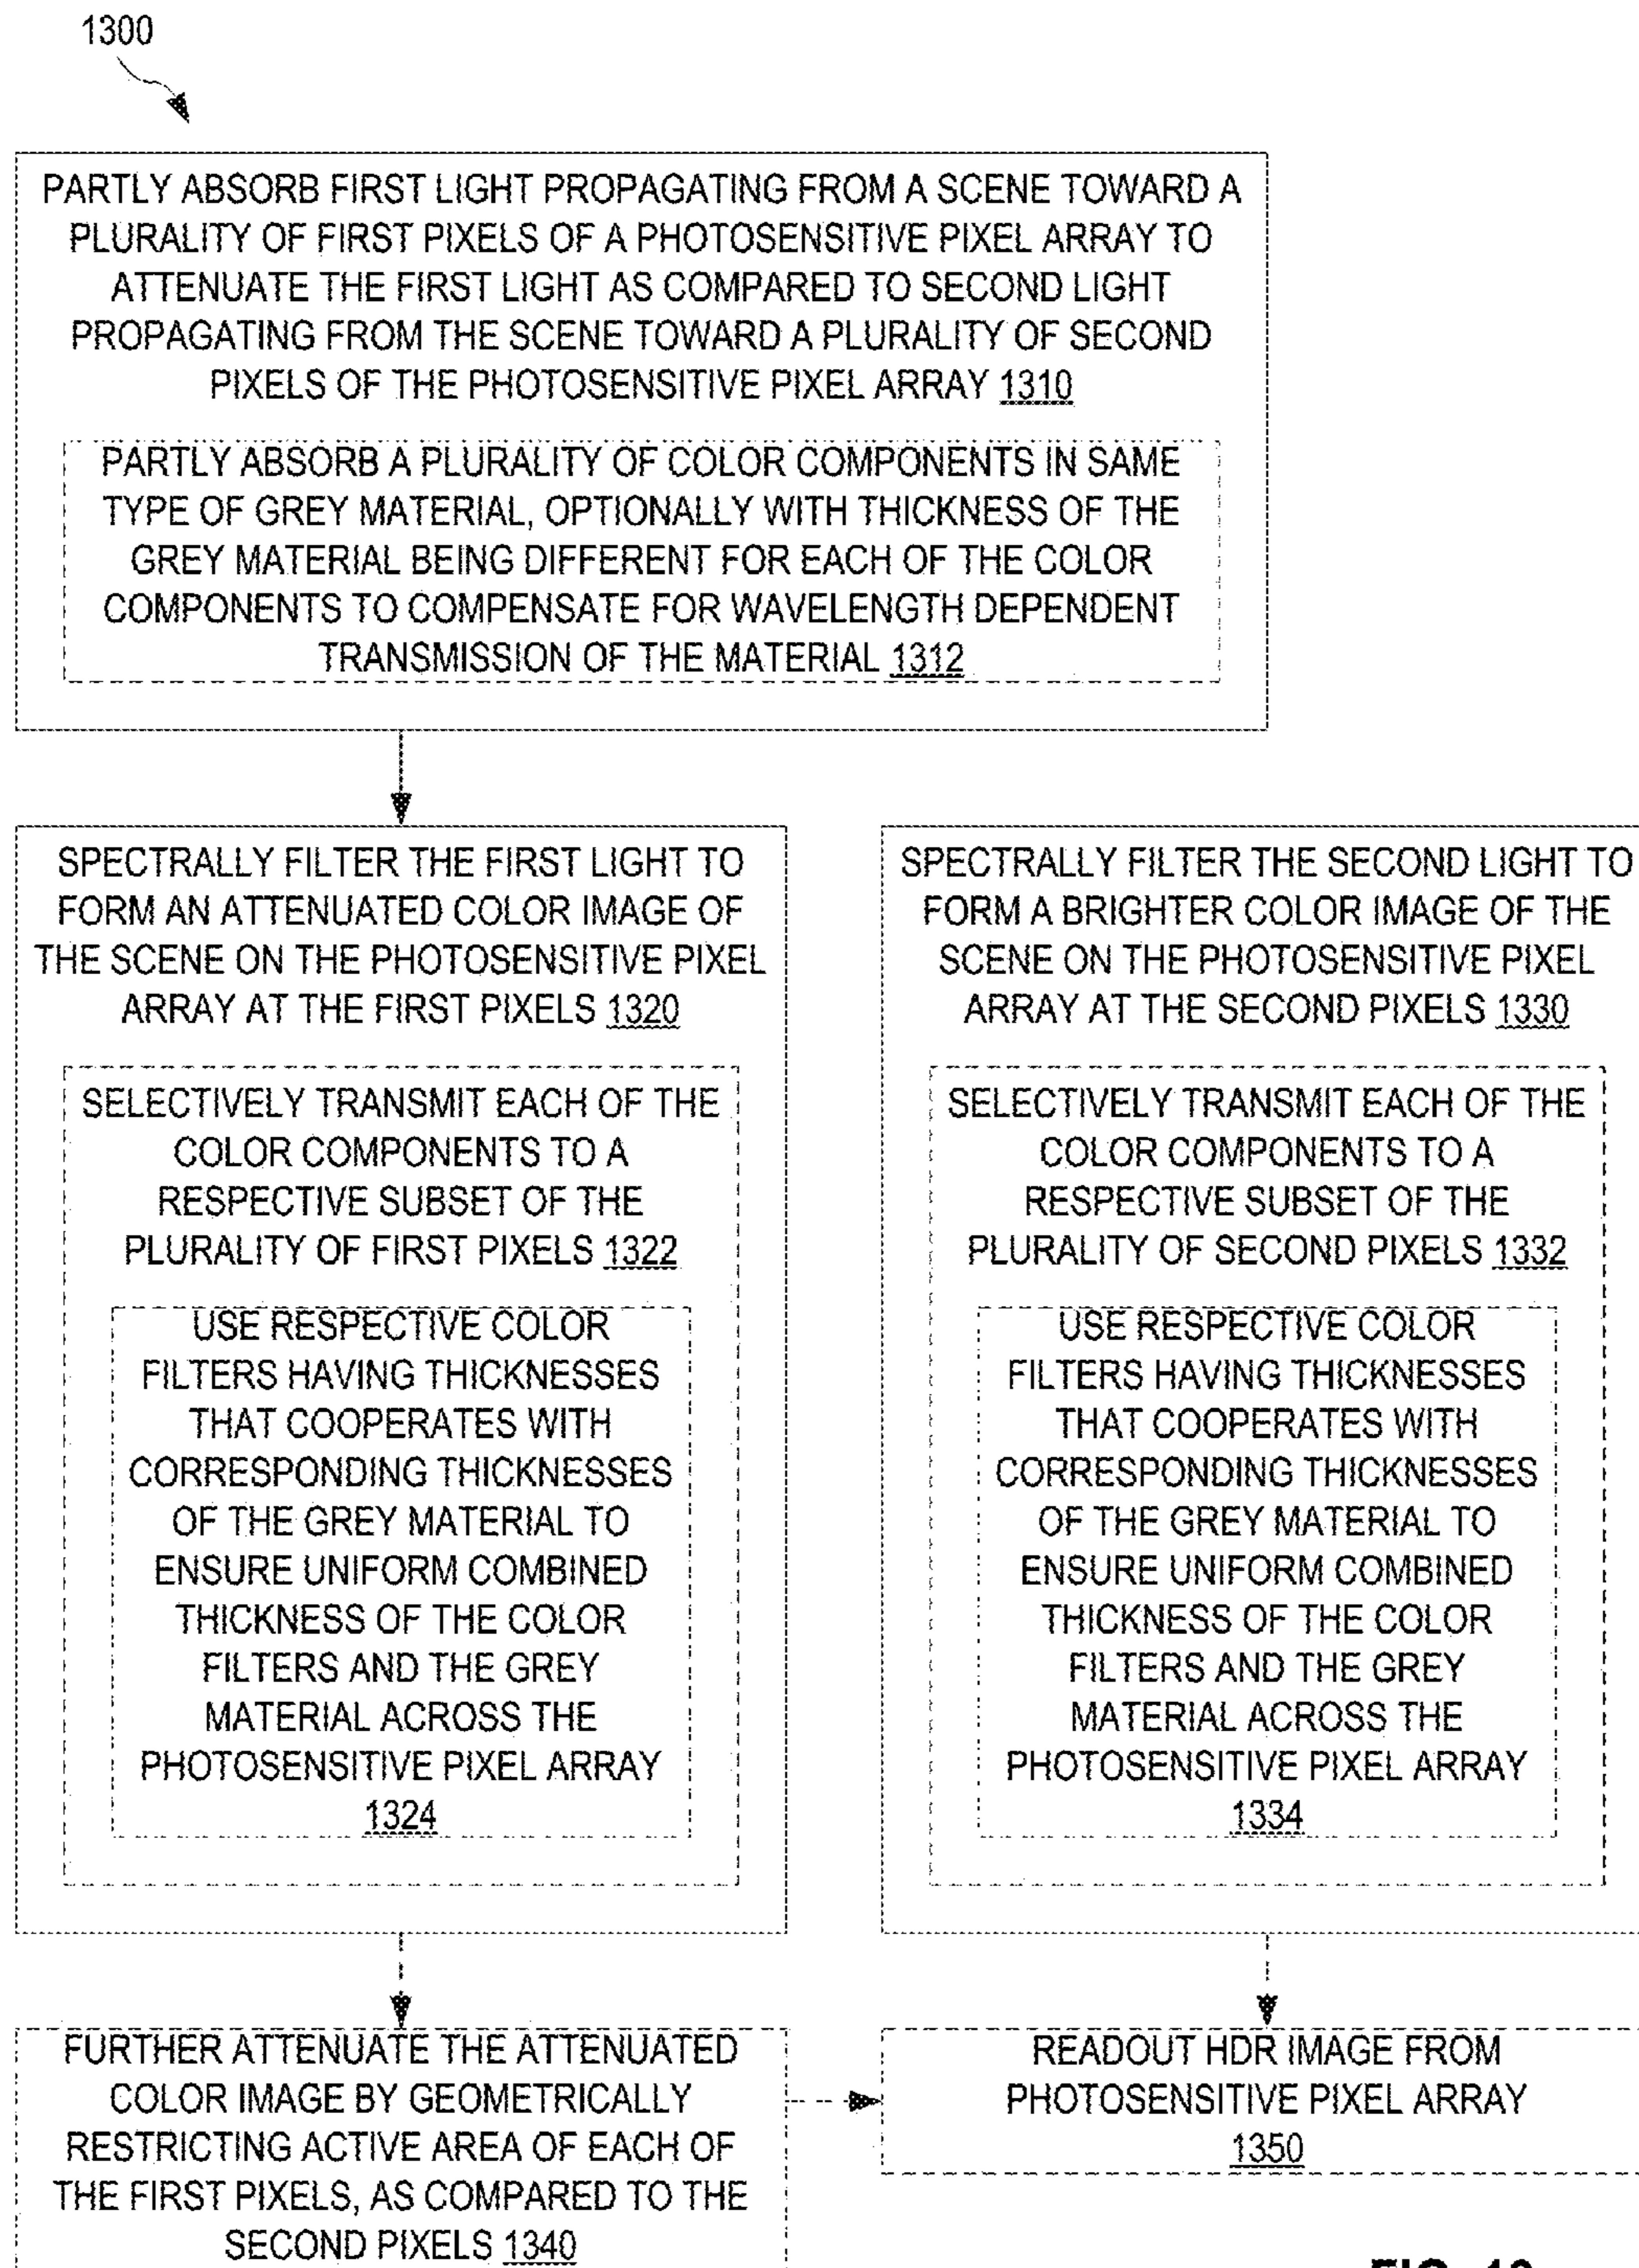 1300
PARTLY ABSORB FIRST LIGHT PROPAGATING FROM A SCENE TOWARD A
PLURALITY OF FIRST PIXELS OF A PHOTOSENSITIVE PIXEL ARRAY TO
ATTENUATE THE FIRST LIGHT AS COMPARED TO SECOND LIGHT
PROPAGATING FROM THE SCENE TOWARD A PLURALITY OF SECOND
PIXELS OF THE PHOTOSENSITIVE PIXEL ARRAY 1310
PARTLY ABSORB A PLURALITY OF COLOR COMPONENTS IN SAME
TYPE OF GREY MATERIAL, OPTIONALLY WITH THICKNESS OF THE
GREY MATERIAL BEING DIFFERENT FOR EACH OF THE COLOR
COMPONENTS TO COMPENSATE FOR WAVELENGTH DEPENDENT
TRANSMISSION OF THE MATERIAL 1312
SPECTRALLY FILTER THE FIRST LIGHT TO
FORM AN ATTENUATED COLOR IMAGE OF
THE SCENE ON THE PHOTOSENSITIVE PIXEL
ARRAY AT THE FIRST PIXELS 1320
SELECTIVELY TRANSMIT EACH OF THE
COLOR COMPONENTS TO A
RESPECTIVE SUBSET OF THE
PLURALITY OF FIRST PIXELS 1322
USE RESPECTIVE COLOR
FILTERS HAVING THICKNESSES
THAT COOPERATES WITH
CORRESPONDING THICKNESSES
OF THE GREY MATERIAL TO
ENSURE UNIFORM COMBINED
THICKNESS OF THE COLOR
FILTERS AND THE GREY
MATERIAL ACROSS THE
PHOTOSENSITIVE PIXEL ARRAY
1324
SPECTRALLY FILTER THE SECOND LIGHT TO
FORM A BRIGHTER COLOR IMAGE OF THE
SCENE ON THE PHOTOSENSITIVE PIXEL
ARRAY AT THE SECOND PIXELS 1330
SELECTIVELY TRANSMIT EACH OF THE
COLOR COMPONENTS TO A
RESPECTIVE SUBSET OF THE
PLURALITY OF SECOND PIXELS 1332
USE RESPECTIVE COLOR
FILTERS HAVING THICKNESSES
THAT COOPERATES WITH
CORRESPONDING THICKNESSES
OF THE GREY MATERIAL TO
ENSURE UNIFORM COMBINED
THICKNESS OF THE COLOR
FILTERS AND THE GREY
MATERIAL ACROSS THE
PHOTOSENSITIVE PIXEL ARRAY
1334
FURTHER ATTENUATE THE ATTENUATED
COLOR IMAGE BY GEOMETRICALLY
RESTRICTING ACTIVE AREA OF EACH OF
THE FIRST PIXELS, AS COMPARED TO THE
SECOND PIXELS 1340
READOUT HDR IMAGE FROM
PHOTOSENSITIVE PIXEL ARRAY
1350